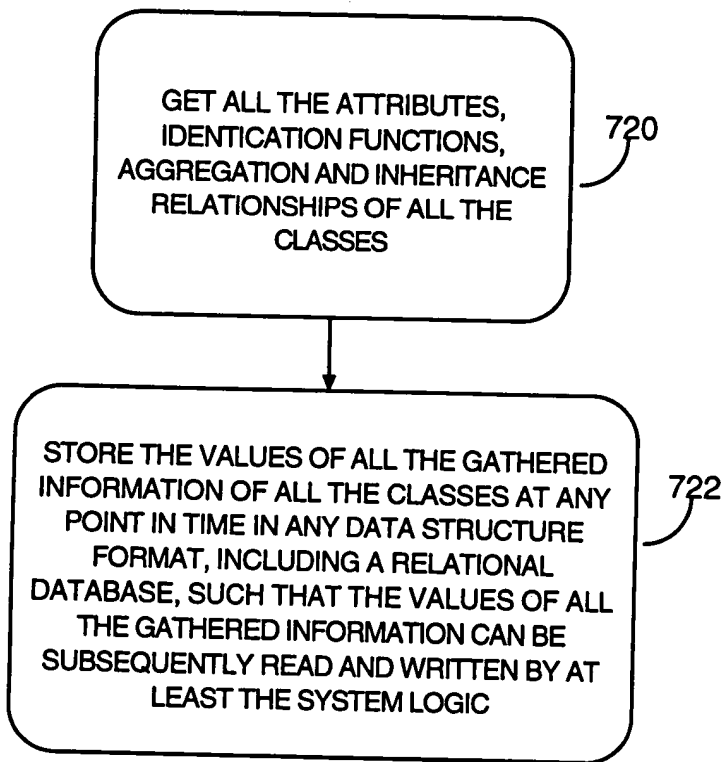 GET ALL THE ATTRIBUTES,
IDENTICATION FUNCTIONS,
AGGREGATION AND INHERITANCE
RELATIONSHIPS OF ALL THE
CLASSES
720
STORE THE VALUES OF ALL THE GATHERED
INFORMATION OF ALL THE CLASSES AT ANY
POINT IN TIME IN ANY DATA STRUCTURE
FORMAT, INCLUDING A RELATIONAL
DATABASE, SUCH THAT THE VALUES OF ALL
THE GATHERED INFORMATION CAN BE
SUBSEQUENTLY READ AND WRITTEN BY AT
LEAST THE SYSTEM LOGIC
722